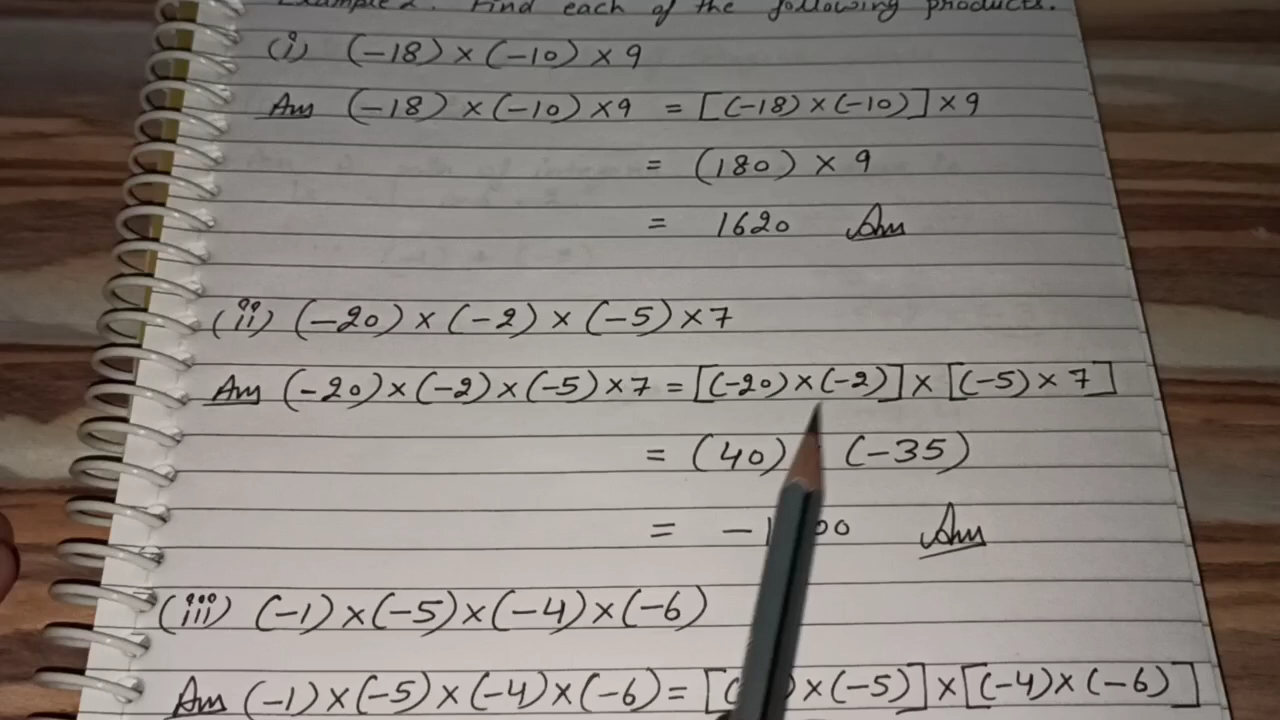 Example 2. Find each of the following products.
(i) (-18) × (-10) × 9
Ans (-18) × (-10) × 9 = [(-18) × (-10)] × 9
= (180) × 9
= 1620 Ans
(ii) (-20) × (-2) × (-5) × 7
Ans (-20) × (-2) × (-5) × 7 = [(-20) × (-2)] × [(-5) × 7]
= (40) (-35)
= Ans
(iii) (-1) × (-5) × (-4) × (-6)
Ans (-1) × (-5) × (-4) × (-6) = [( ) × (-5)] × [(-4) × (-6)]